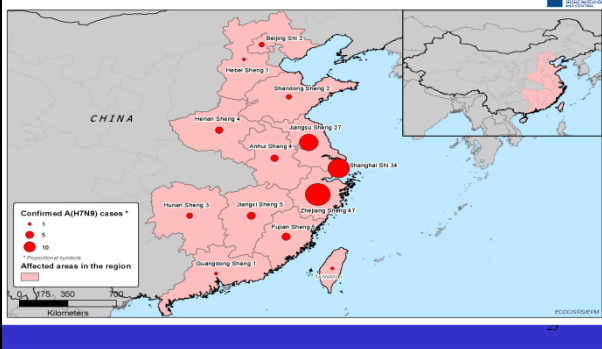 Beijing Shi 2
Hebei Sheng 1
Shandong Sheng 2
CHINA
Henan Sheng 4
Jiangsu Sheng 27
Anhui Sheng 4
Shanghai Shi 34
Zhejiang Sheng 47
Hunan Sheng 3
Jiangxi Sheng 5
Fujian Sheng
Guangdong Sheng 1
Confirmed A(H7N9) cases *
1
5
10
* Proportional symbols
Affected areas in the region
0 175 350 700
Kilometers
ECDC/SRS/EPM